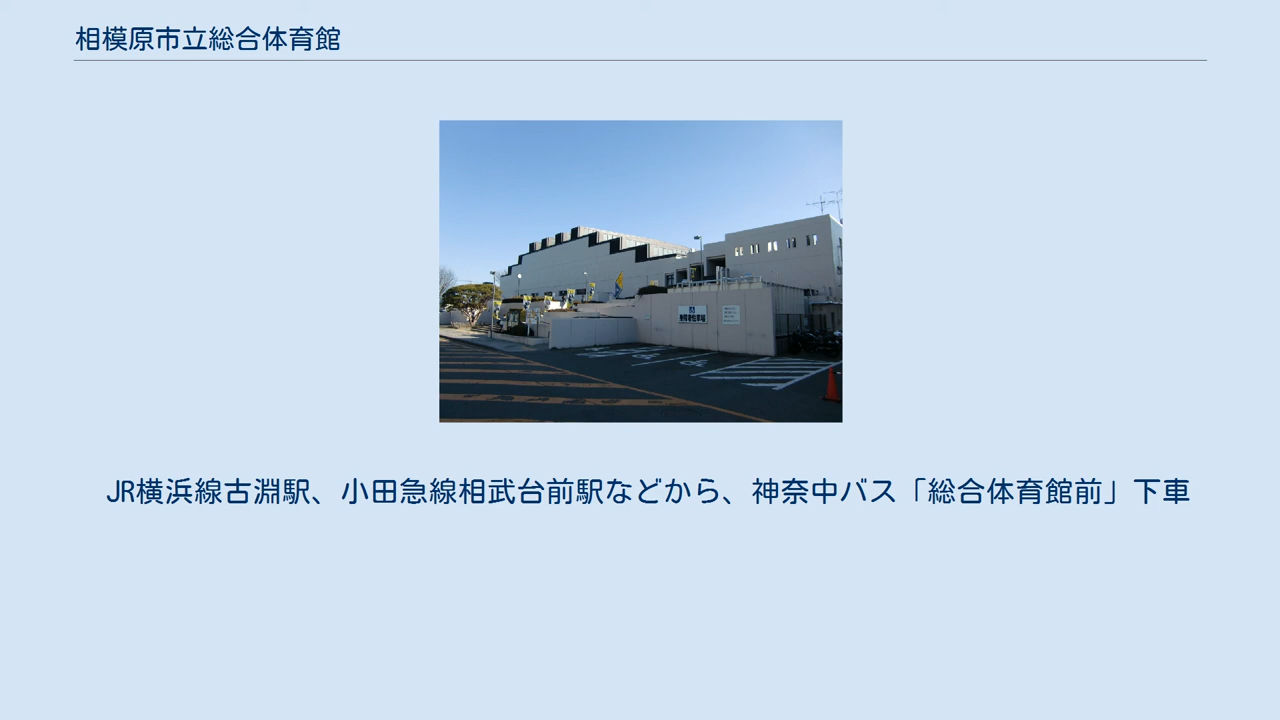 相模原市立総合体育館
JR横浜線古淵駅、小田急線相武台前駅などから、神奈中バス「総合体育館前」下車